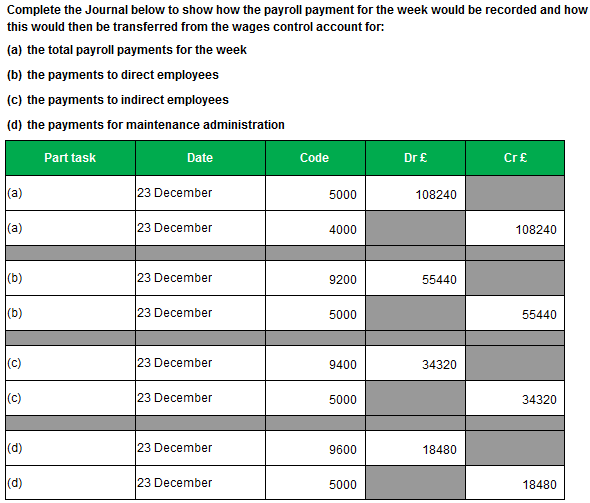 Complete the Journal below to show how the payroll payment for the week would be recorded and how
this would then be transferred from the wages control account for:
(a) the total payroll payments for the week
(b) the payments to direct employees
(c) the payments to indirect employees
(d) the payments for maintenance administration
Part task Date Code Dr £ Cr £
(a) 23 December 5000 108240
(a) 23 December 4000 108240
(b) 23 December 9200 55440
(b) 23 December 5000 55440
(c) 23 December 9400 34320
(c) 23 December 5000 34320
(d) 23 December 9600 18480
(d) 23 December 5000 18480